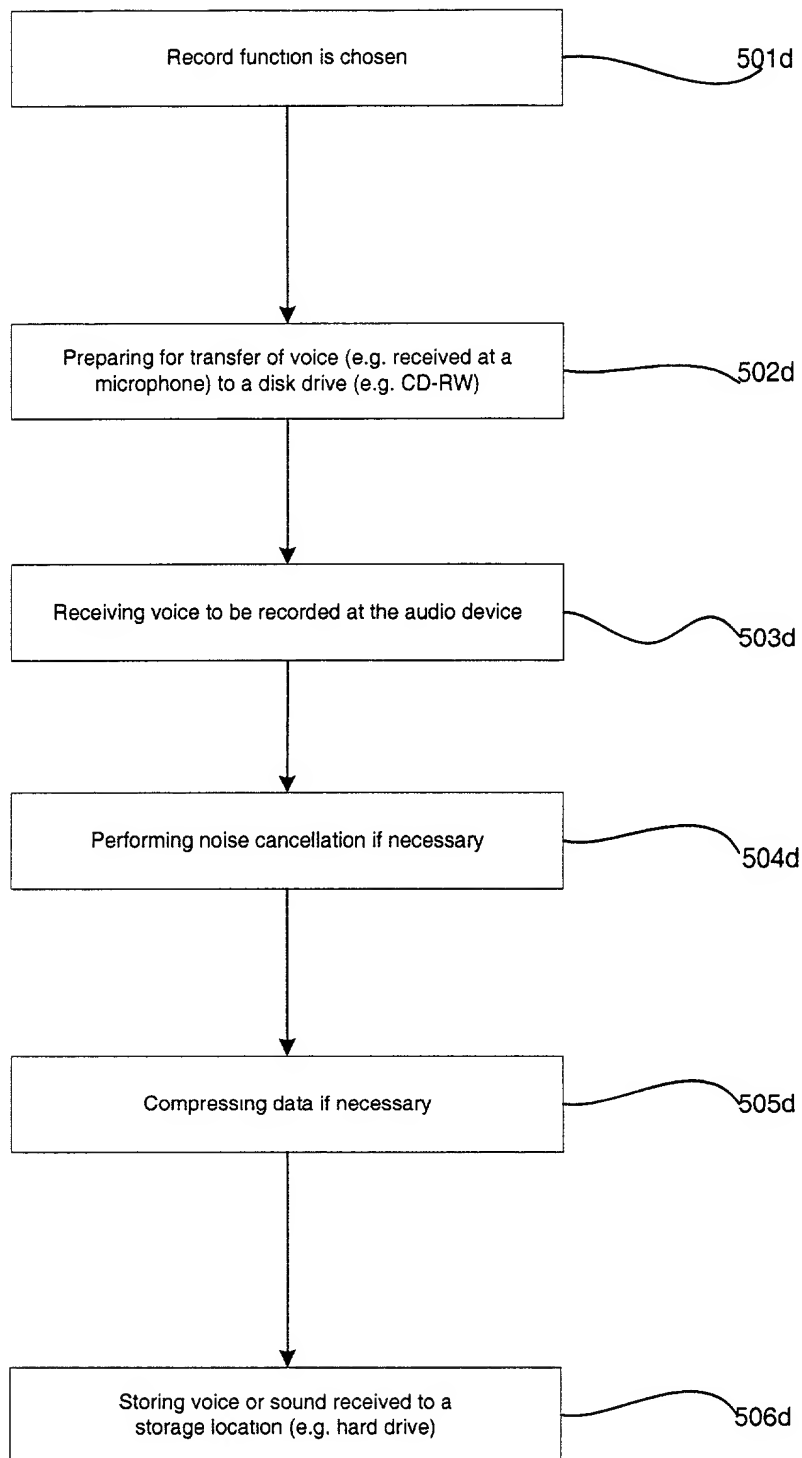 Record function is chosen
501d
Preparing for transfer of voice (e.g. received at a
microphone) to a disk drive (e.g. CD-RW)
502d
Receiving voice to be recorded at the audio device
503d
Performing noise cancellation if necessary
504d
Compressing data if necessary
505d
Storing voice or sound received to a
storage location (e.g. hard drive)
506d